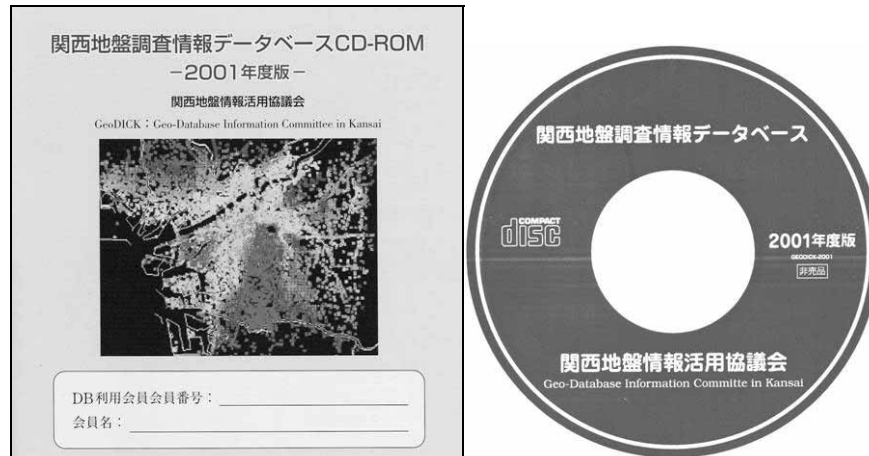 関西地盤調査情報データベースCD-ROM
－2001年度版－
関西地盤情報活用協議会
GeoDICK：Geo-Database Information Committee in Kansai
DB利用会員会員番号：
会員名：
関西地盤調査情報データベース
COMPACT
disc
2001年度版
GEODICK-2001
非売品
関西地盤情報活用協議会
Geo-Database Information Committe in Kansai